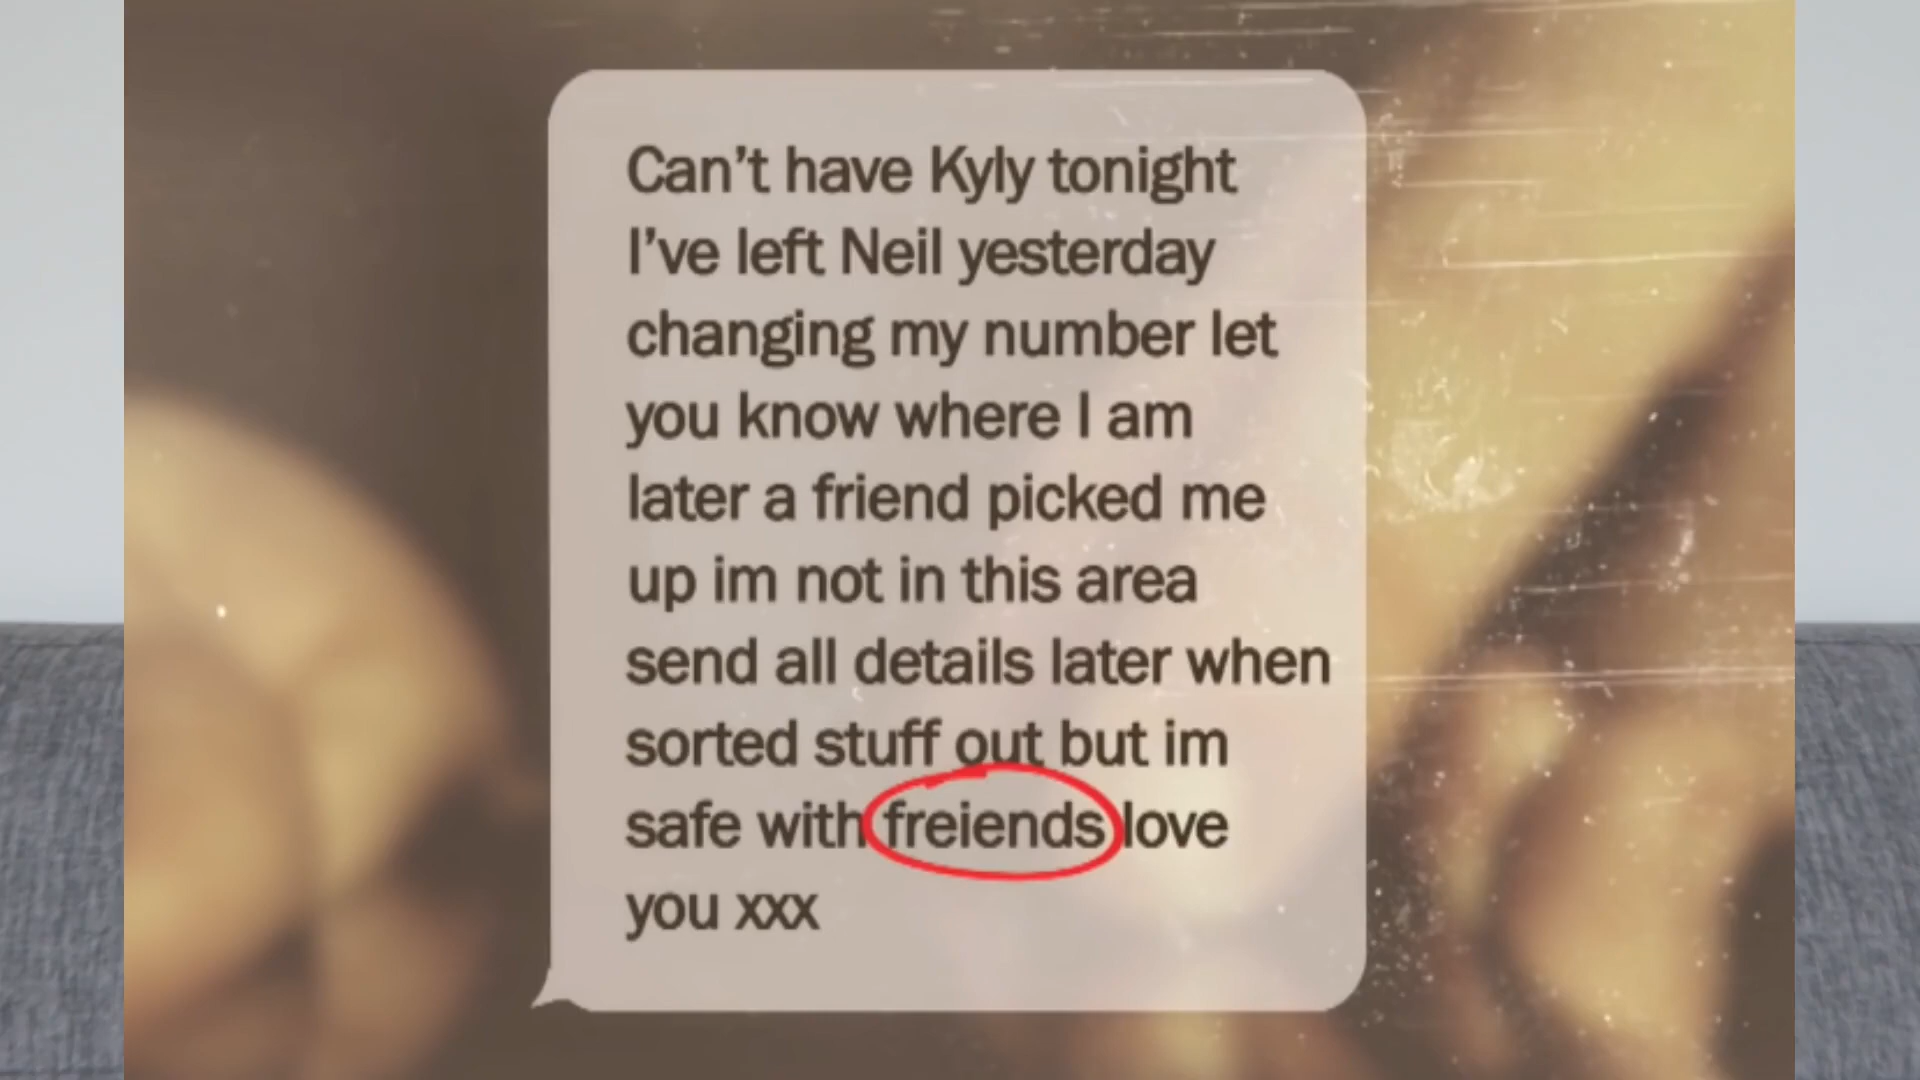 Can’t have Kyly tonight
I’ve left Neil yesterday
changing my number let
you know where I am
later a friend picked me
up im not in this area
send all details later when
sorted stuff out but im
safe with freiends love
you xxx